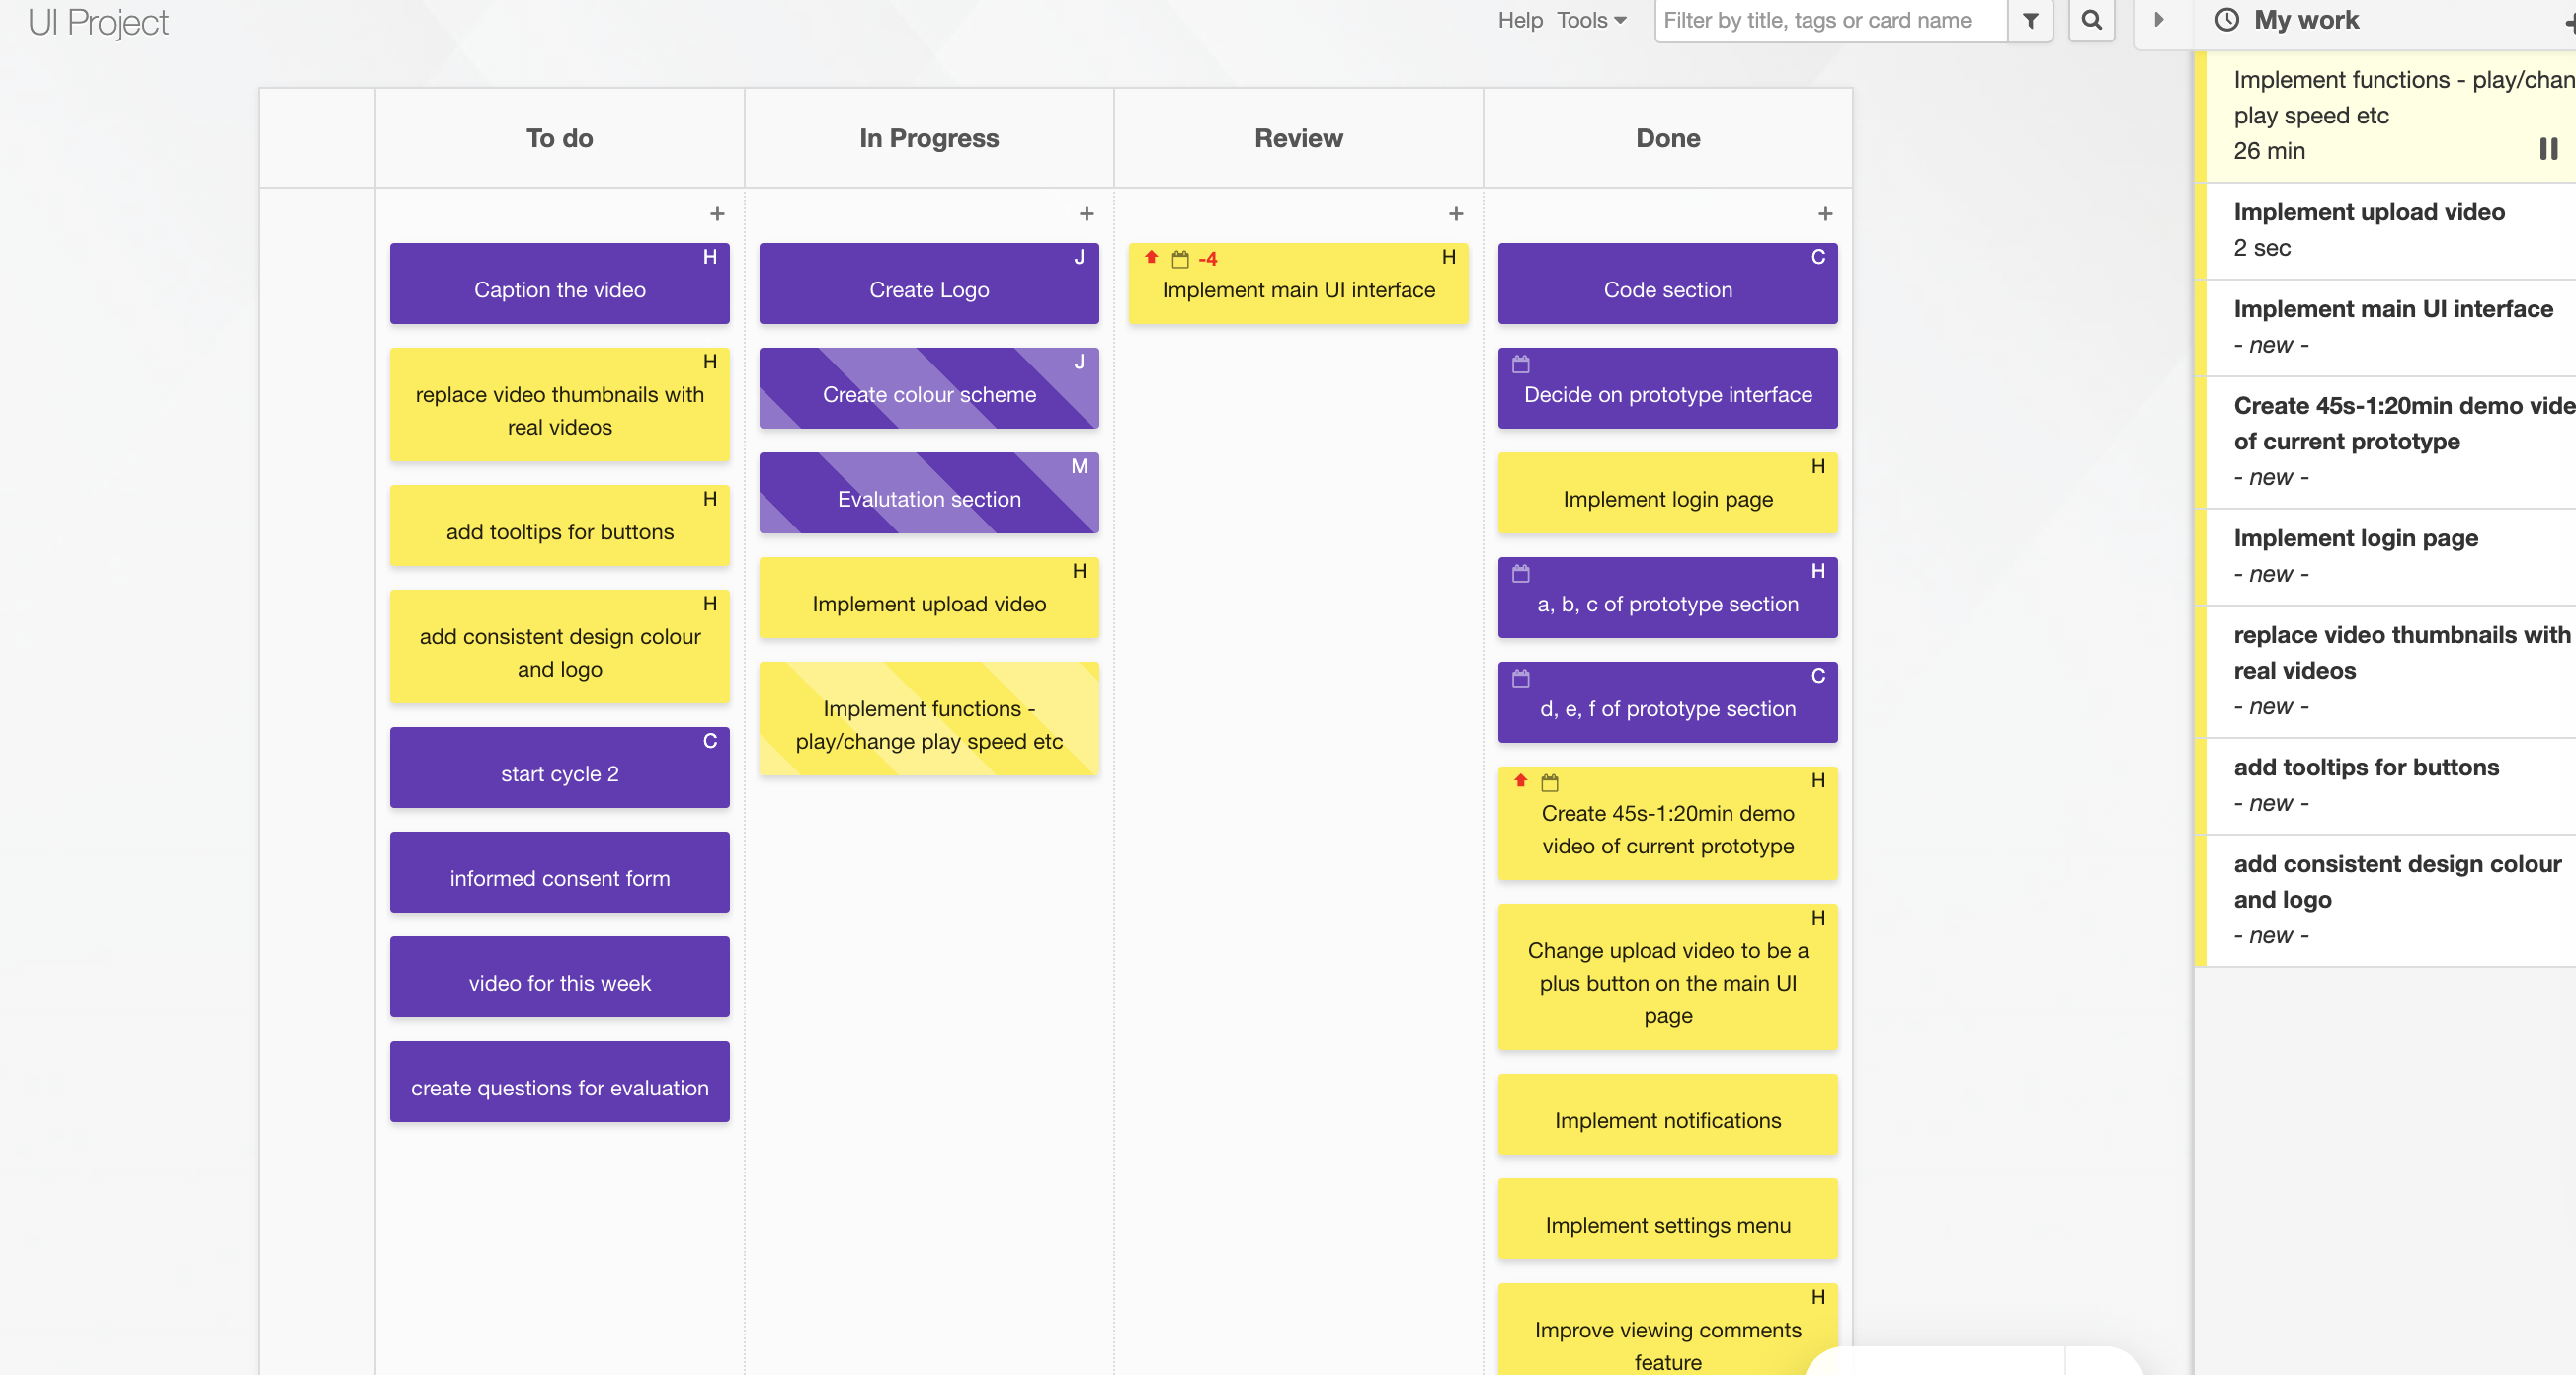 UI Project
Help Tools
Filter by title, tags or card name
My work
To do
In Progress
Review
Done
+
+
+
+
H
Caption the video
H
replace video thumbnails with
real videos
H
add tooltips for buttons
H
add consistent design colour
and logo
C
start cycle 2
informed consent form
video for this week
create questions for evaluation
J
Create Logo
J
Create colour scheme
M
Evalutation section
H
Implement upload video
Implement functions -
play/change play speed etc
-4 H
Implement main UI interface
C
Code section
Decide on prototype interface
H
Implement login page
H
a, b, c of prototype section
C
d, e, f of prototype section
H
Create 45s-1:20min demo
video of current prototype
H
Change upload video to be a
plus button on the main UI
page
Implement notifications
Implement settings menu
H
Improve viewing comments
feature
Implement functions - play/chan
play speed etc
26 min
Implement upload video
2 sec
Implement main UI interface
- new -
Create 45s-1:20min demo vide
of current prototype
- new -
Implement login page
- new -
replace video thumbnails with
real videos
- new -
add tooltips for buttons
- new -
add consistent design colour
and logo
- new -